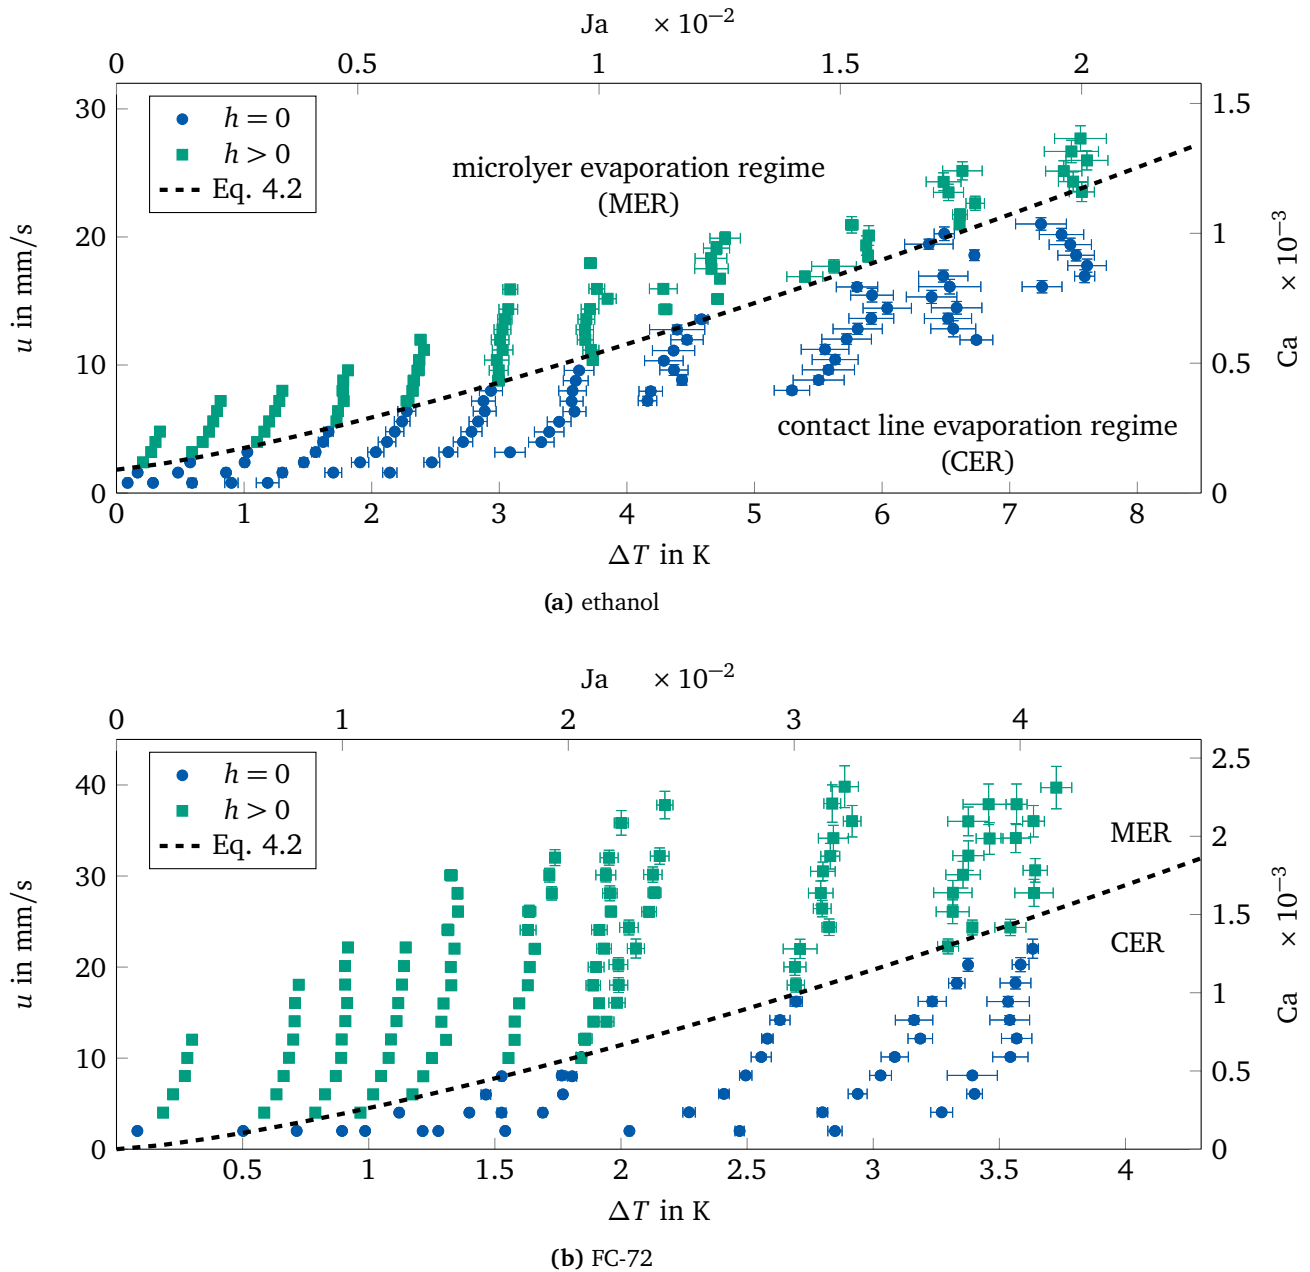 Ja × 10⁻²
0 0.5 1 1.5 2
h = 0
h > 0
Eq. 4.2
microlyer evaporation regime
(MER)
contact line evaporation regime
(CER)
30
20
10
0
u in mm/s
1.5
1
0.5
0
Ca × 10⁻³
0 1 2 3 4 5 6 7 8
ΔT in K
(a) ethanol
Ja × 10⁻²
0 1 2 3 4
h = 0
h > 0
Eq. 4.2
MER
CER
40
30
20
10
0
u in mm/s
2.5
2
1.5
1
0.5
0
Ca × 10⁻³
0.5 1 1.5 2 2.5 3 3.5 4
ΔT in K
(b) FC-72